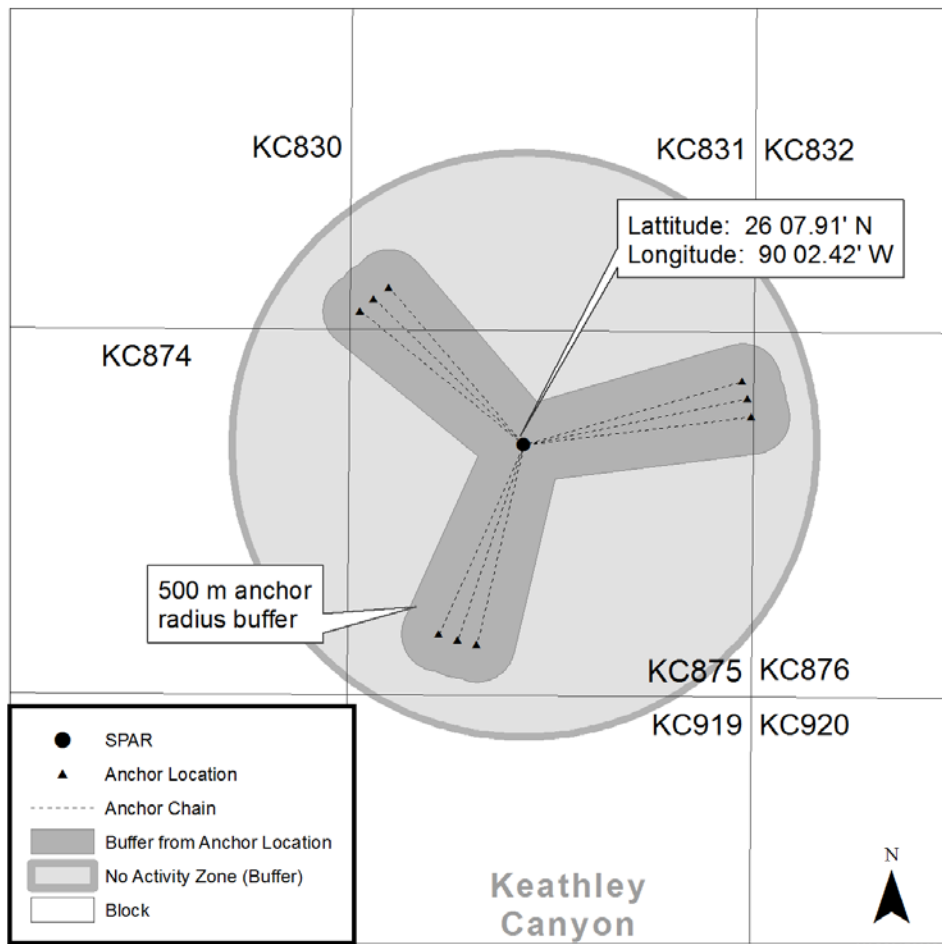 KC830
KC831
KC832
Lattitude: 26 07.91' N
Longitude: 90 02.42' W
KC874
500 m anchor
radius buffer
KC875
KC876
KC919
KC920
SPAR
Anchor Location
Anchor Chain
Buffer from Anchor Location
No Activity Zone (Buffer)
Block
Keathley
Canyon
N